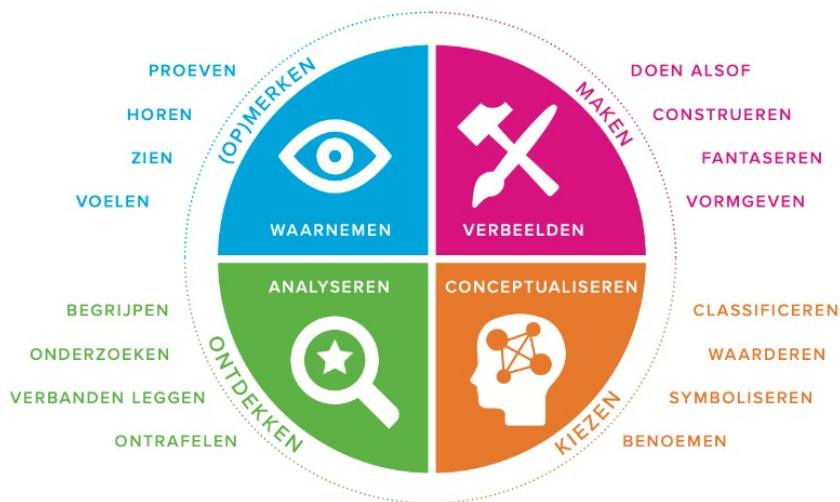 PROEVEN
HOREN
ZIEN
VOELEN
(OP)MERKEN
WAARNEMEN
MAKEN
VERBEELDEN
DOEN ALSOF
CONSTRUEREN
FANTASEREN
VORMGEVEN
BEGRIJPEN
ONDERZOEKEN
VERBANDEN LEGGEN
ONTRAFELEN
ONTDEKKEN
ANALYSEREN
CONCEPTUALISEREN
KIEZEN
CLASSIFICEREN
WAARDEREN
SYMBOLISEREN
BENOEMEN